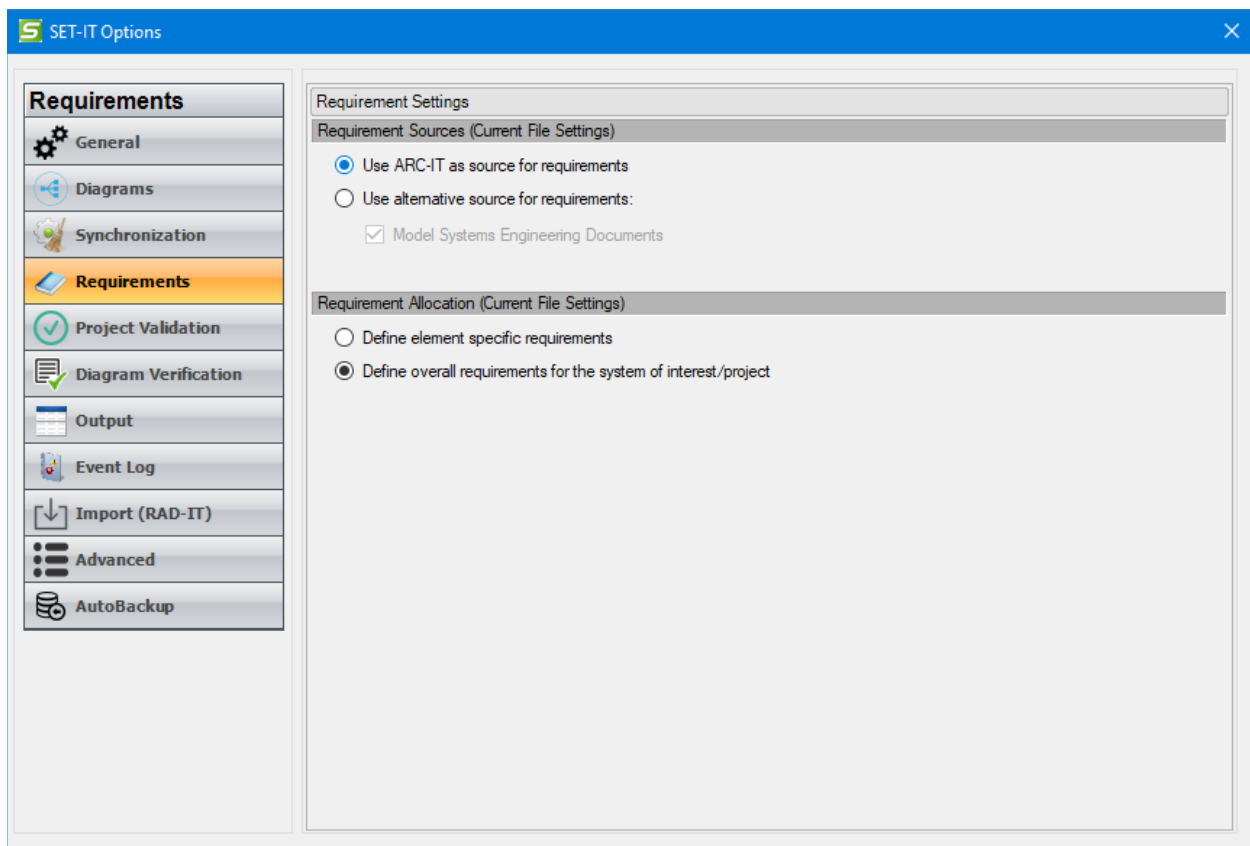 SET-IT Options
Requirements
General
Diagrams
Synchronization
Requirements
Project Validation
Diagram Verification
Output
Event Log
Import (RAD-IT)
Advanced
AutoBackup
Requirement Settings
Requirement Sources (Current File Settings)
Use ARC-IT as source for requirements
Use alternative source for requirements:
Model Systems Engineering Documents
Requirement Allocation (Current File Settings)
Define element specific requirements
Define overall requirements for the system of interest/project